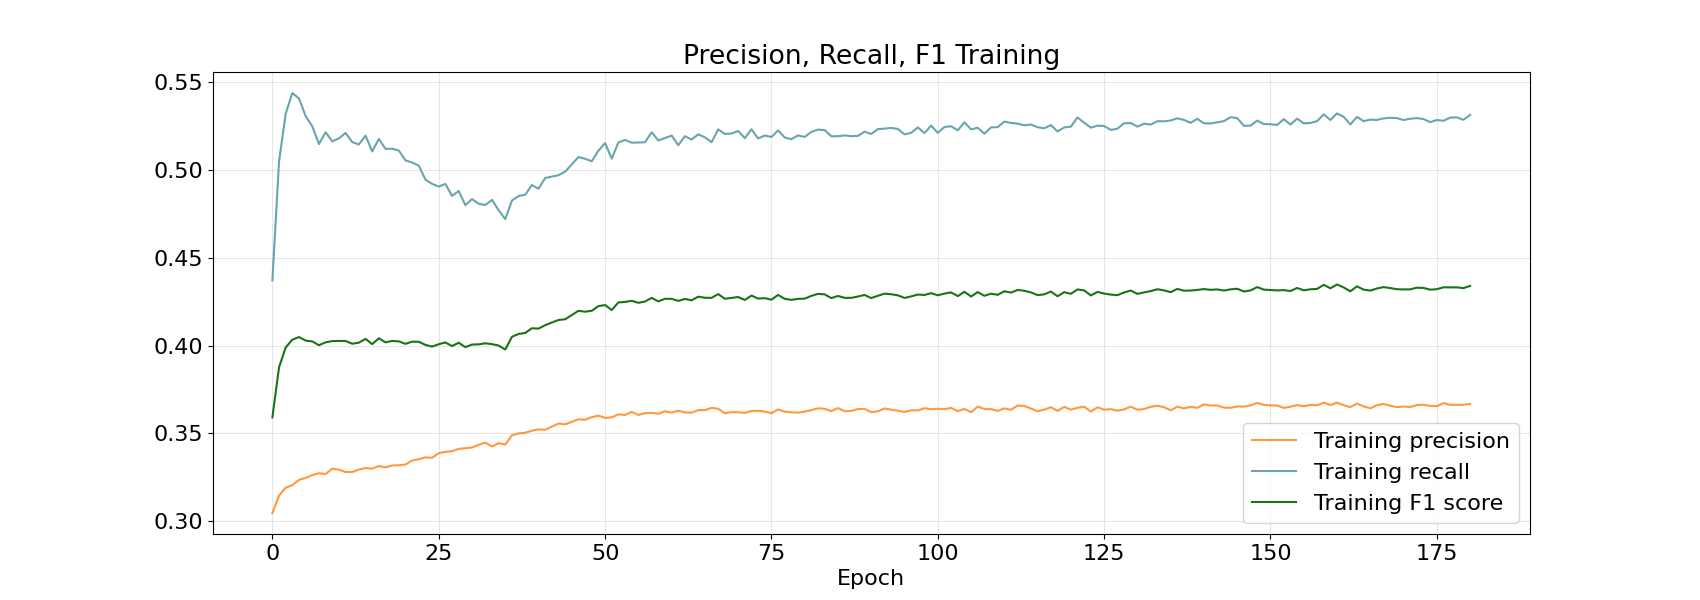 Precision, Recall, F1 Training
0.55
0.50
0.45
0.40
0.35
0.30
Training precision
Training recall
Training F1 score
0 25 50 75 100 125 150 175
Epoch